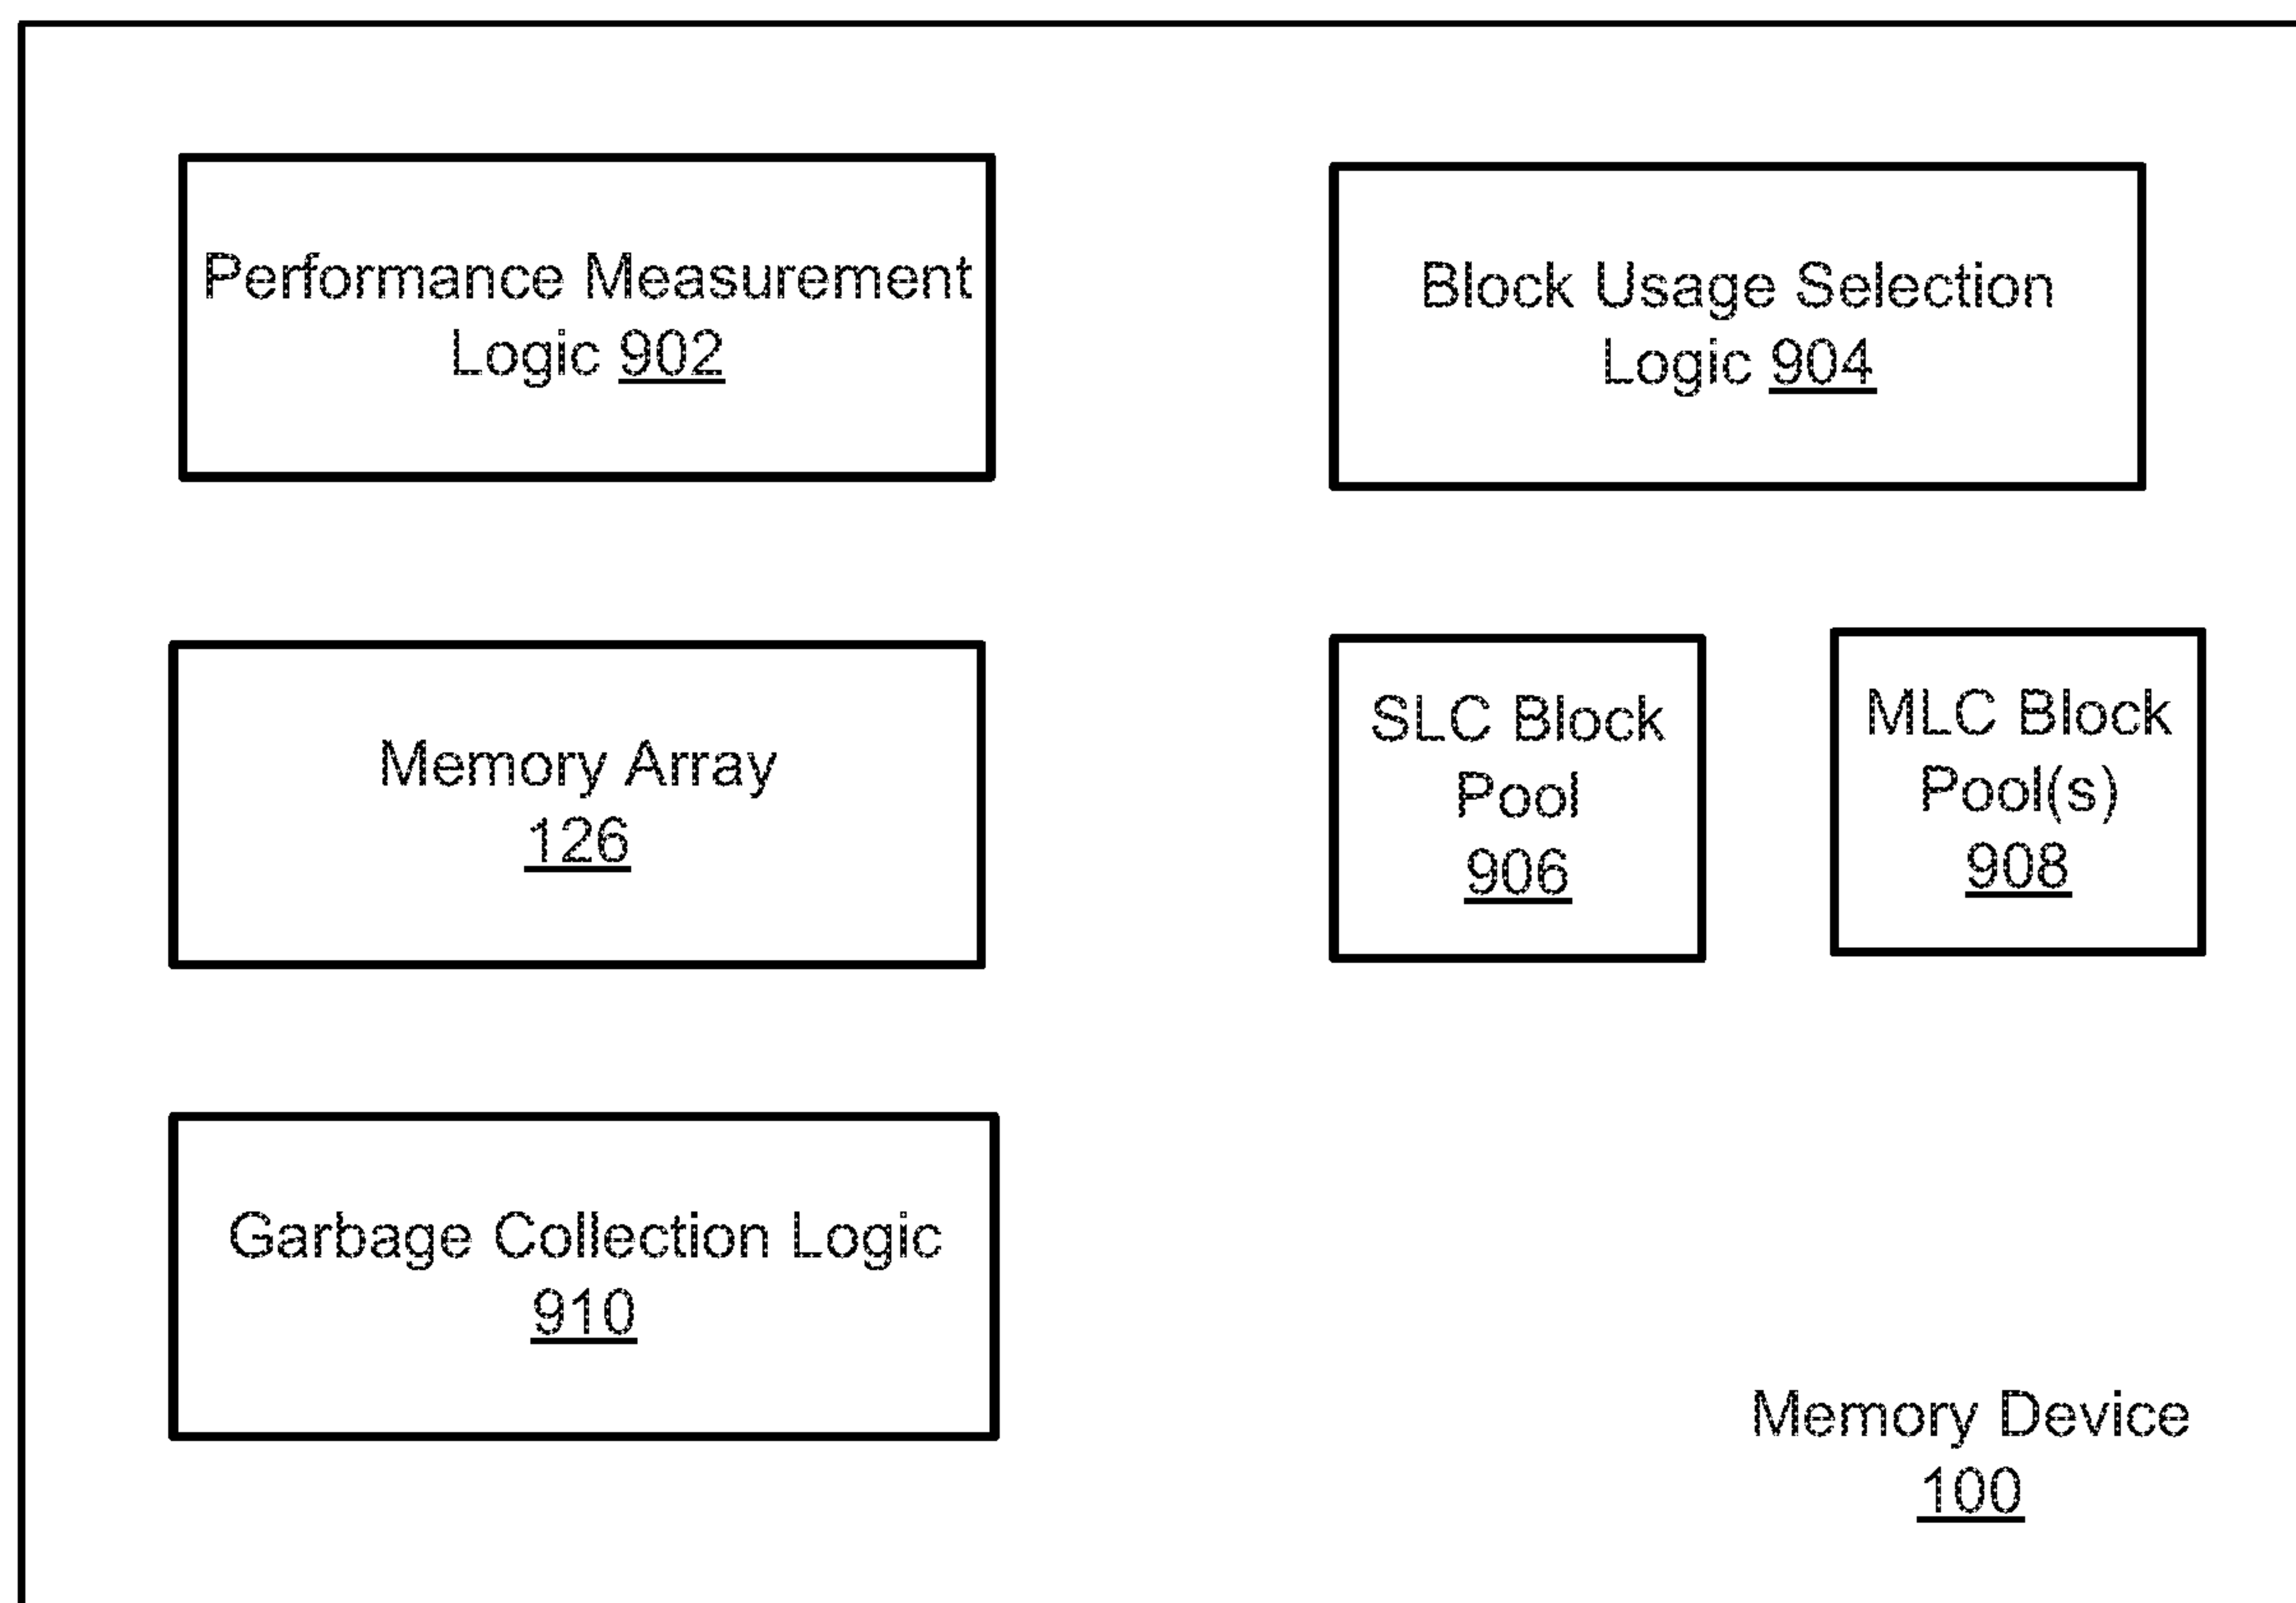 Performance Measurement
Logic 902
Block Usage Selection
Logic 904
Memory Array
126
SLC Block
Pool
906
MLC Block
Pool(s)
908
Garbage Collection Logic
910
Memory Device
100